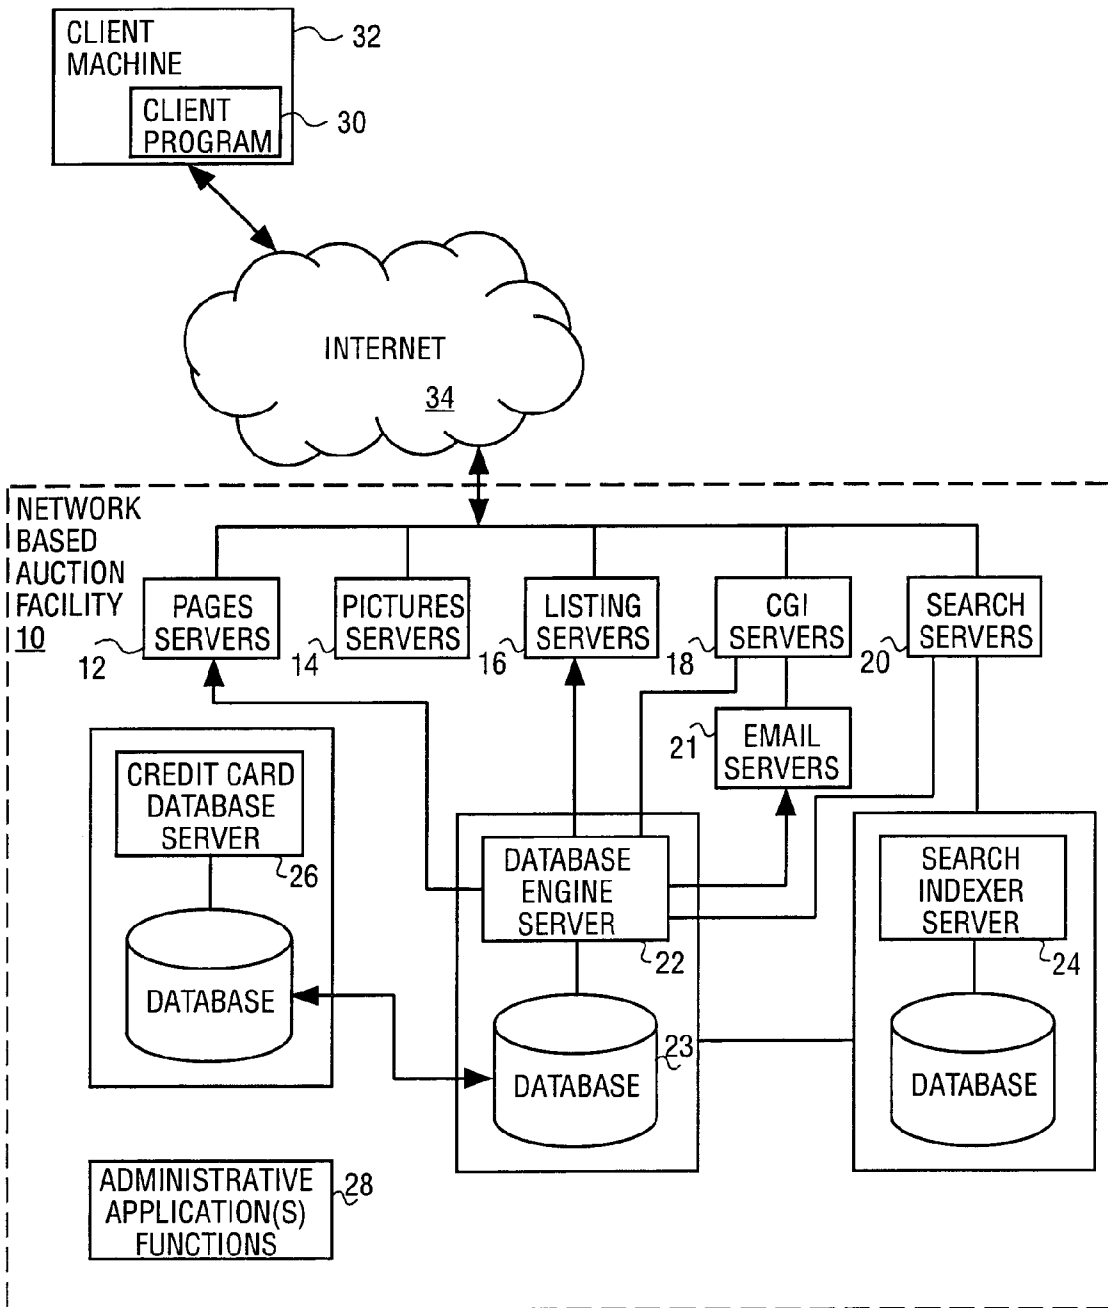 CLIENT
MACHINE
32
CLIENT
PROGRAM
30
INTERNET
34
NETWORK
BASED
AUCTION
FACILITY
10
PAGES
SERVERS
12
PICTURES
SERVERS
14
LISTING
SERVERS
16
CGI
SERVERS
18
SEARCH
SERVERS
20
EMAIL
SERVERS
21
CREDIT CARD
DATABASE
SERVER
26
DATABASE
DATABASE
ENGINE
SERVER
22
DATABASE
23
SEARCH
INDEXER
SERVER
24
DATABASE
ADMINISTRATIVE
APPLICATION(S)
FUNCTIONS
28